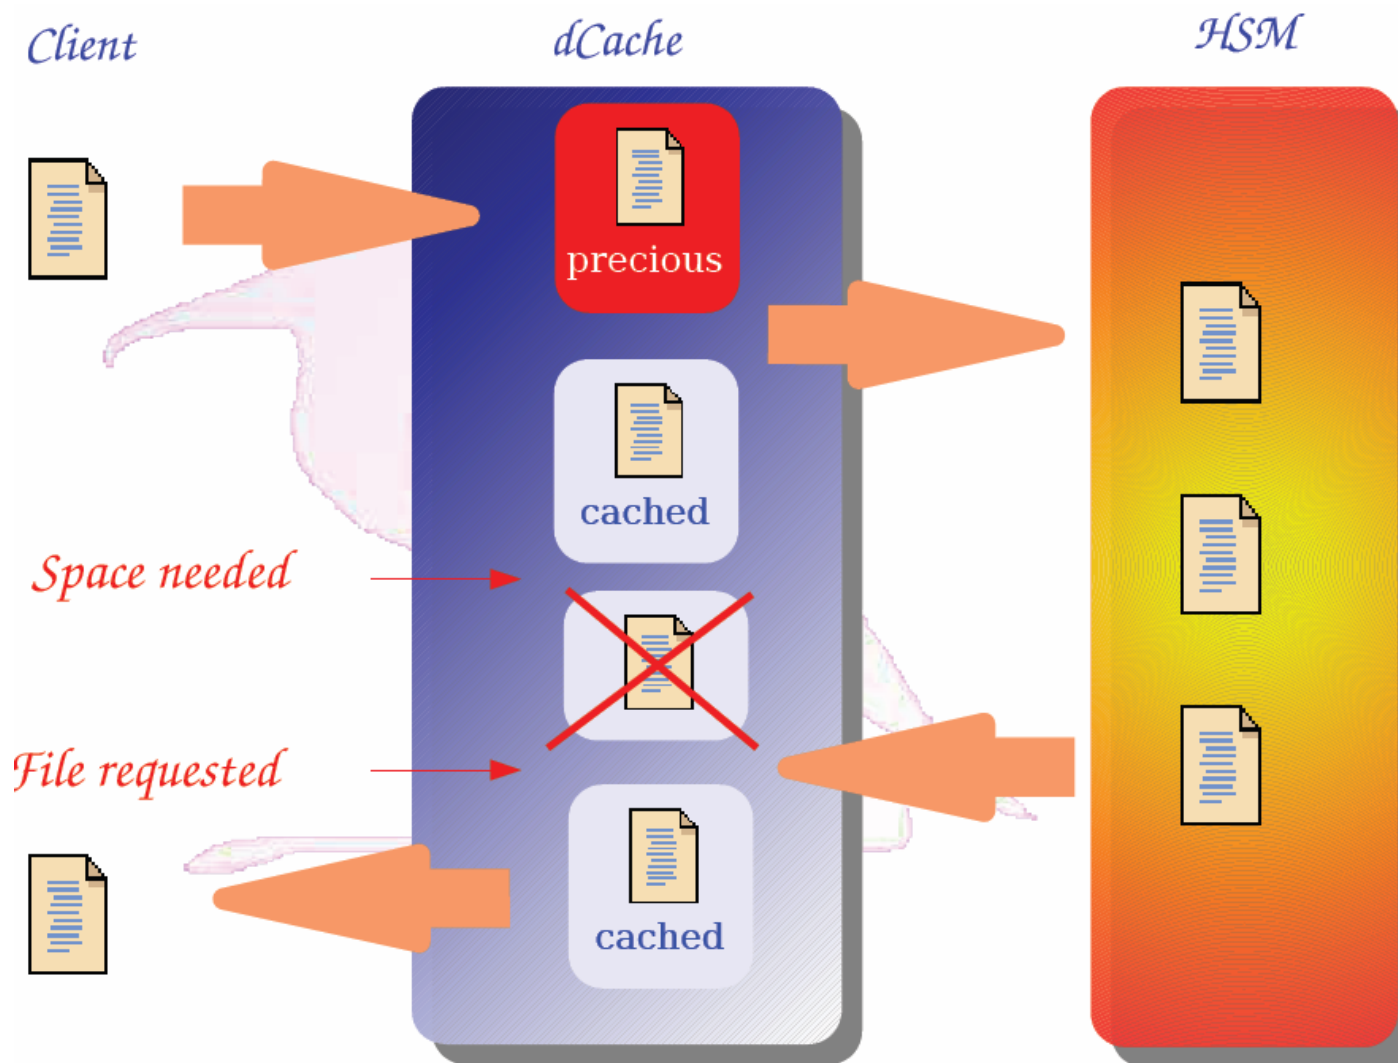 Client
dCache
HSM
precious
cached
Space needed
File requested
cached